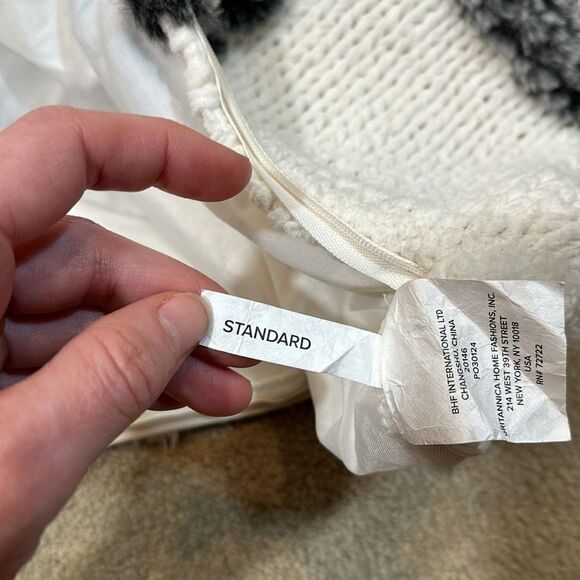 STANDARD
BHF INTERNATIONAL LTD
CHANGSHU, CHINA
20146
PO30124
BRITANNICA HOME FASHIONS, INC.
214 WEST 39TH STREET
NEW YORK, NY 10018
USA
RN# 72722